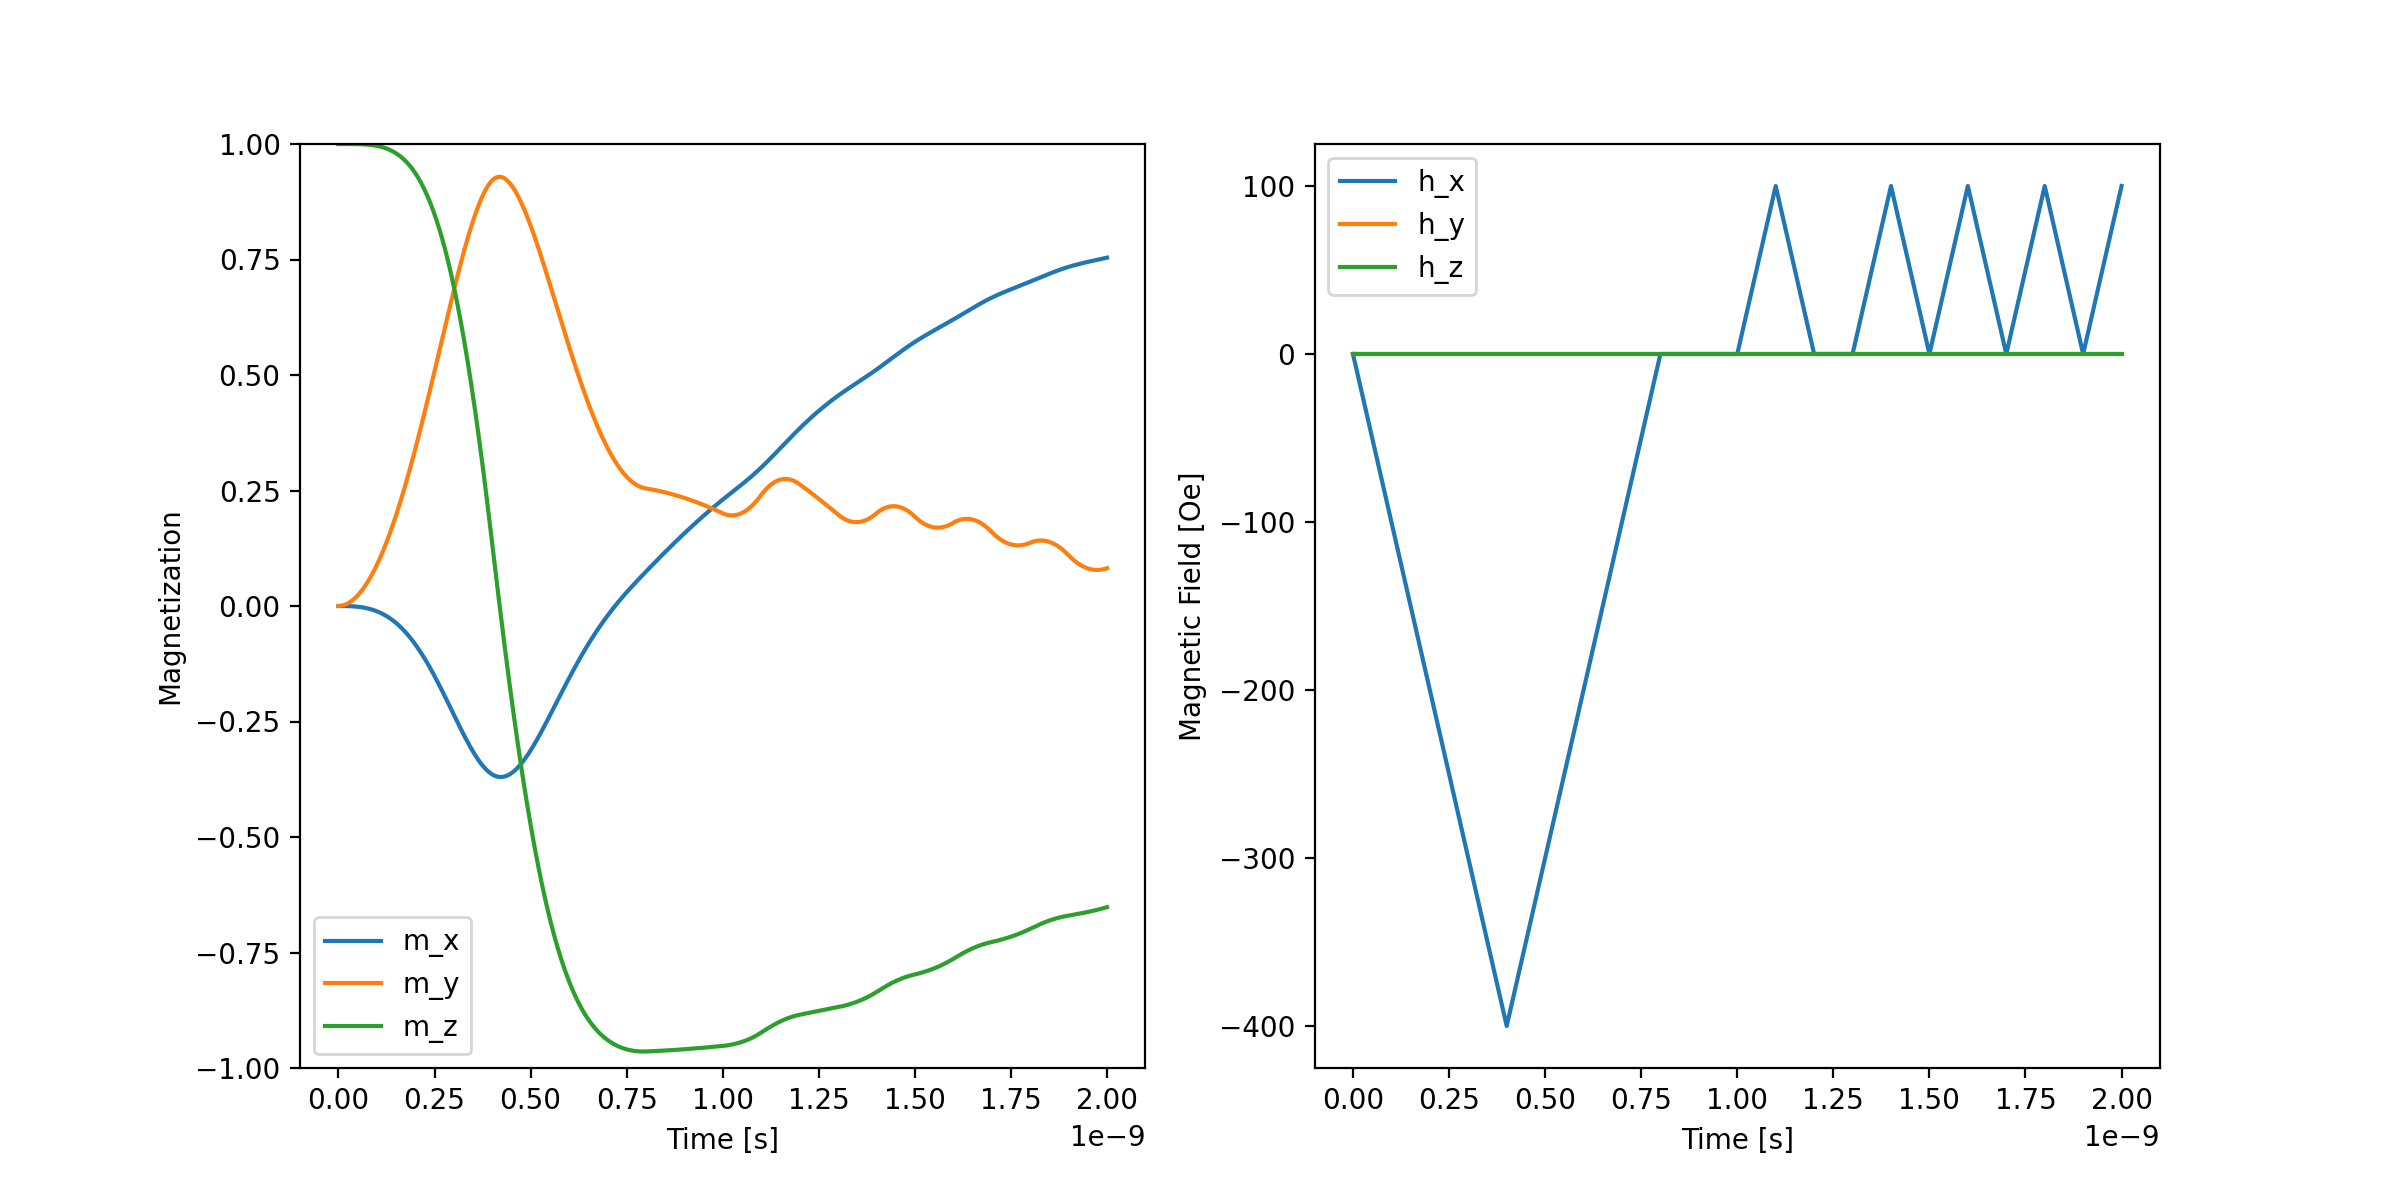 1.00
0.75
0.50
0.25
0.00
−0.25
−0.50
−0.75
−1.00
Magnetization
m_x
m_y
m_z
0.00 0.25 0.50 0.75 1.00 1.25 1.50 1.75 2.00
Time [s]
1e−9
100
0
−100
−200
−300
−400
Magnetic Field [Oe]
h_x
h_y
h_z
0.00 0.25 0.50 0.75 1.00 1.25 1.50 1.75 2.00
Time [s]
1e−9